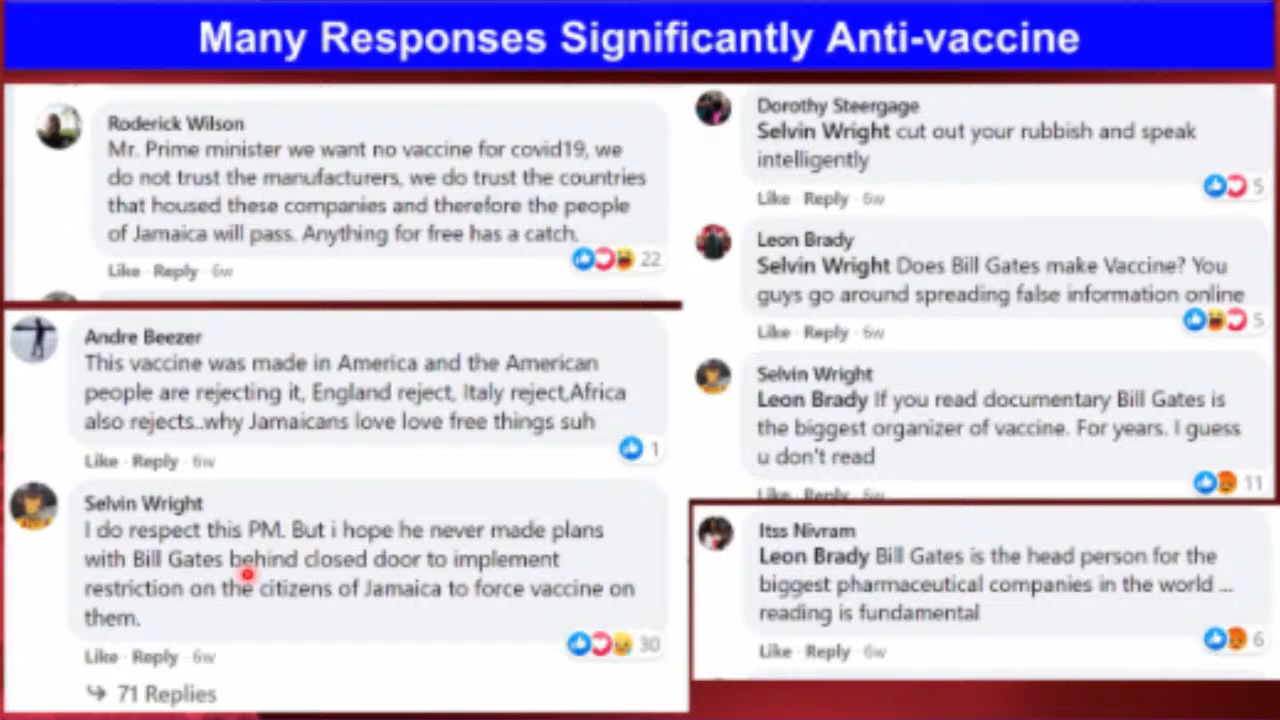 Many Responses Significantly Anti-vaccine
Roderick Wilson
Mr. Prime minister we want no vaccine for covid19, we
do not trust the manufacturers, we do trust the countries
that housed these companies and therefore the people
of Jamaica will pass. Anything for free has a catch.
22
Like · Reply · 6w
Andre Beezer
This vaccine was made in America and the American
people are rejecting it, England reject, Italy reject,Africa
also rejects..why Jamaicans love love free things suh
1
Like · Reply · 6w
Selvin Wright
I do respect this PM. But i hope he never made plans
with Bill Gates behind closed door to implement
restriction on the citizens of Jamaica to force vaccine on
them.
30
Like · Reply · 6w
71 Replies
Dorothy Steergage
Selvin Wright cut out your rubbish and speak
intelligently
5
Like · Reply · 6w
Leon Brady
Selvin Wright Does Bill Gates make Vaccine? You
guys go around spreading false information online
5
Like · Reply · 6w
Selvin Wright
Leon Brady If you read documentary Bill Gates is
the biggest organizer of vaccine. For years. I guess
u don't read
11
Like · Reply · 6w
Itss Nivram
Leon Brady Bill Gates is the head person for the
biggest pharmaceutical companies in the world ...
reading is fundamental
6
Like · Reply · 6w